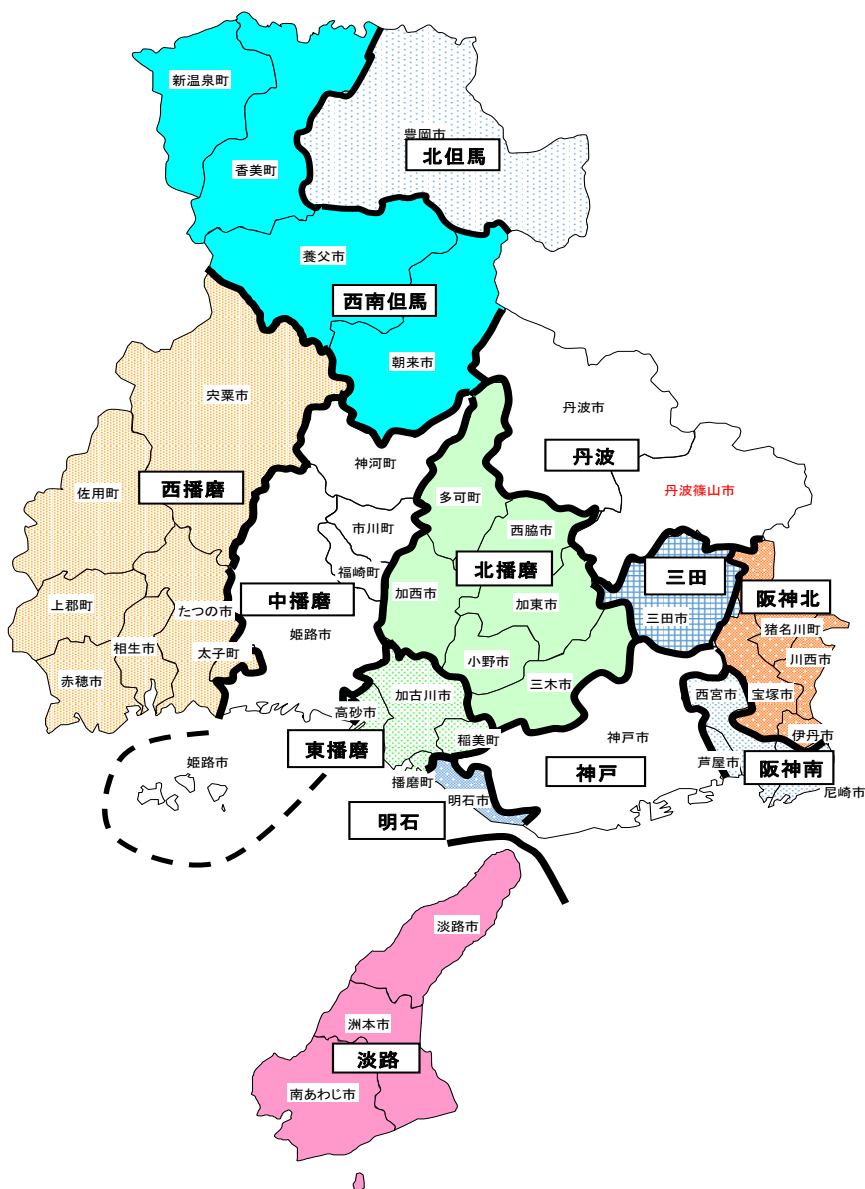 新温泉町
豊岡市
北但馬
香美町
養父市
西南但馬
朝来市
宍粟市
丹波市
丹波
神河町
佐用町
西播磨
多可町
丹波篠山市
市川町
西脇市
福崎町
北播磨
三田
阪神北
加西市
中播磨
加東市
上郡町
たつの市
三田市
猪名川町
姫路市
相生市
太子町
小野市
川西市
赤穂市
三木市
加古川市
西宮市
宝塚市
高砂市
稲美町
神戸市
伊丹市
東播磨
姫路市
芦屋市
阪神南
神戸
播磨町
明石市
尼崎市
明石
淡路市
洲本市
淡路
南あわじ市